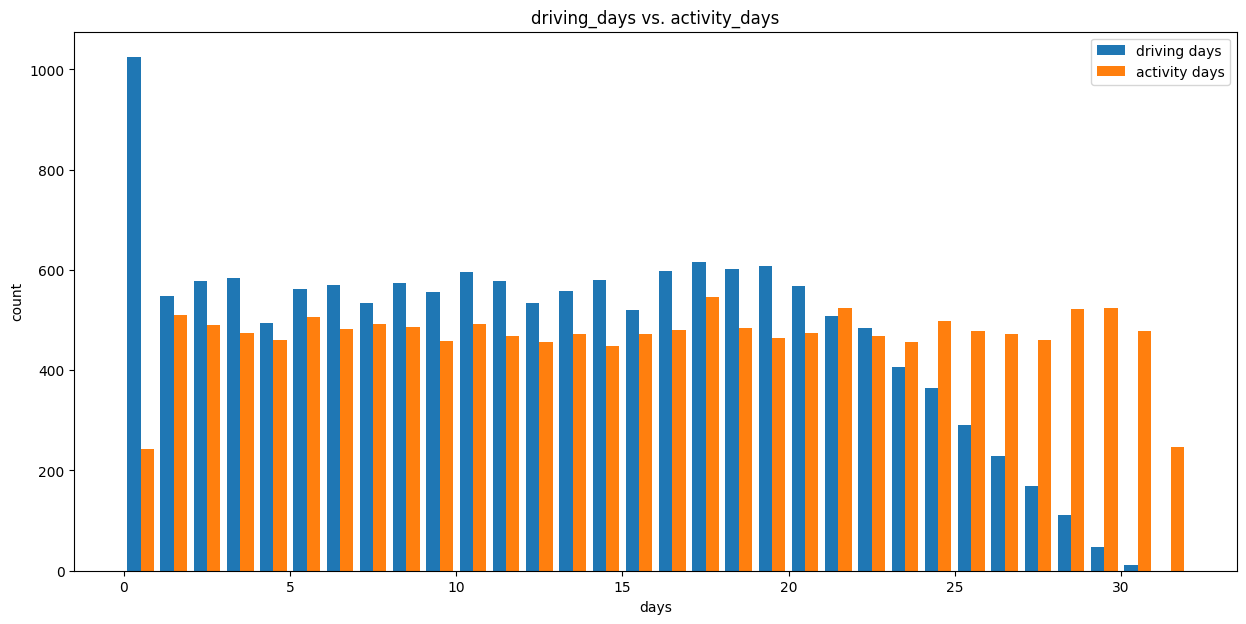 driving_days vs. activity_days
driving days
activity days
1000
800
600
400
200
0
count
0 5 10 15 20 25 30
days